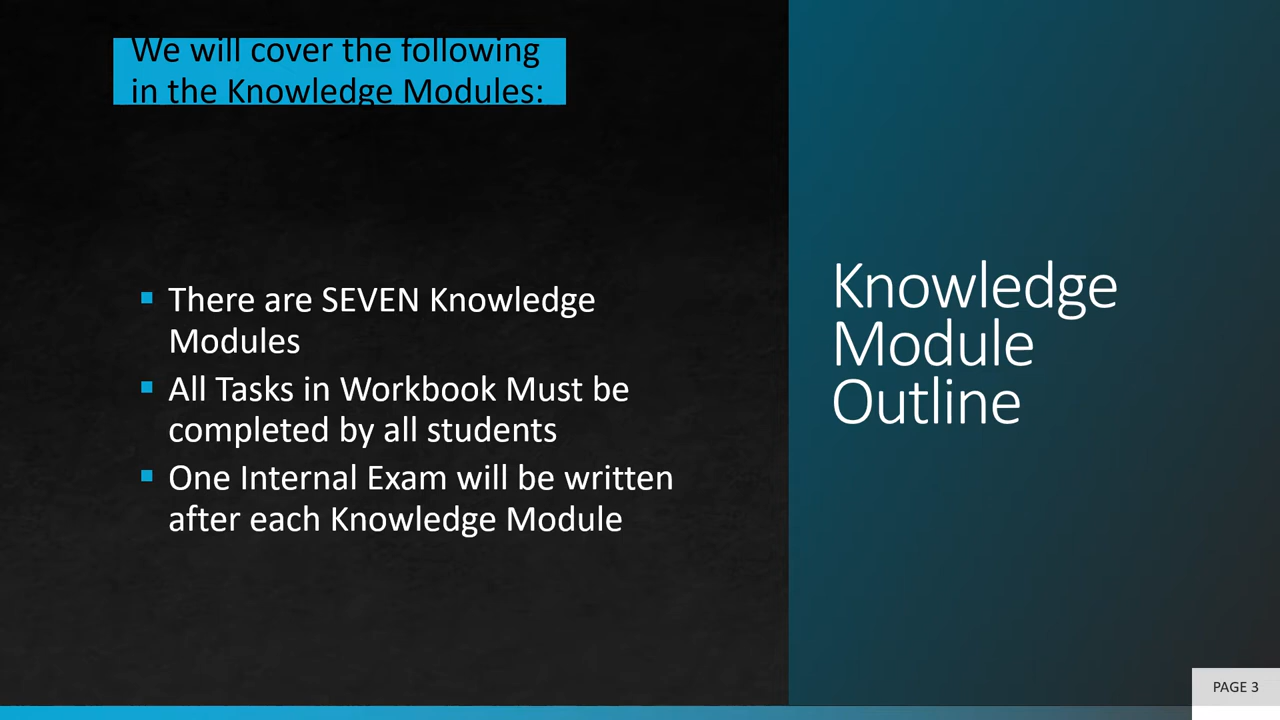 We will cover the following
in the Knowledge Modules:
There are SEVEN Knowledge
Modules
All Tasks in Workbook Must be
completed by all students
One Internal Exam will be written
after each Knowledge Module
Knowledge
Module
Outline
PAGE 3